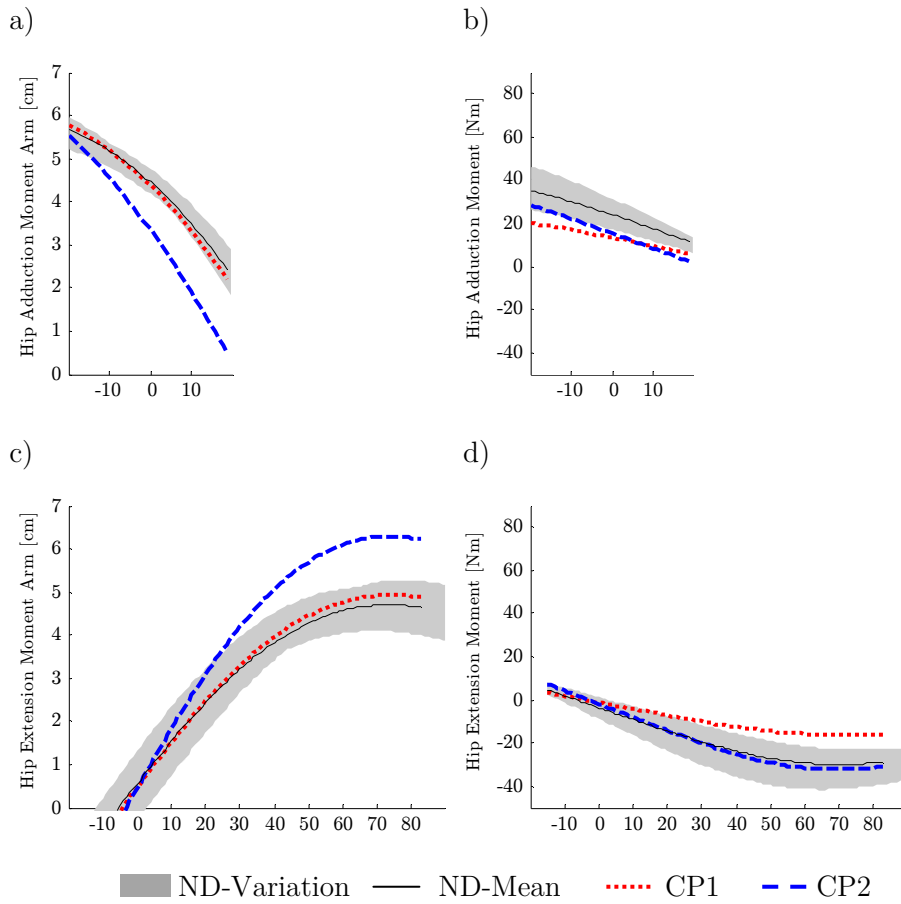 a)
Hip Adduction Moment Arm [cm]
7
6
5
4
3
2
1
0
-10 0 10
b)
Hip Adduction Moment [Nm]
80
60
40
20
0
-20
-40
-10 0 10
c)
Hip Extension Moment Arm [cm]
7
6
5
4
3
2
1
0
-10 0 10 20 30 40 50 60 70 80
d)
Hip Extension Moment [Nm]
80
60
40
20
0
-20
-40
-10 0 10 20 30 40 50 60 70 80
ND-Variation ND-Mean CP1 CP2